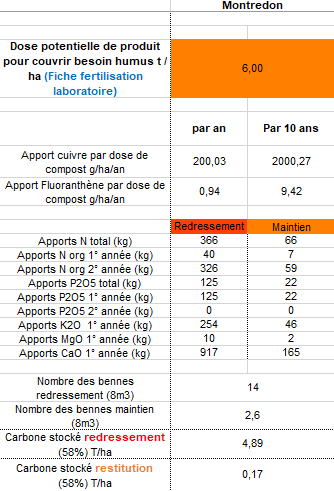 Montredon
Dose potentielle de produit
pour couvrir besoin humus t /
ha (Fiche fertilisation
laboratoire)
6,00
par an Par 10 ans
Apport cuivre par dose de
compost g/ha/an
200,03 2000,27
Apport Fluoranthène par dose de
compost g/ha/an
0,94 9,42
Redressement Maintien
Apports N total (kg) 366 66
Apports N org 1° année (kg) 40 7
Apports N org 2° année (kg) 326 59
Apports P2O5 total (kg) 125 22
Apports P2O5 1° année (kg) 125 22
Apports P2O5 2° année (kg) 0 0
Apports K2O 1° année (kg) 254 46
Apports MgO 1° année (kg) 10 2
Apports CaO 1° année (kg) 917 165
Nombre des bennes
redressement (8m3)
14
Nombre des bennes maintien
(8m3)
2,6
Carbone stocké redressement
(58%) T/ha
4,89
Carbone stocké restitution
(58%) T/ha
0,17